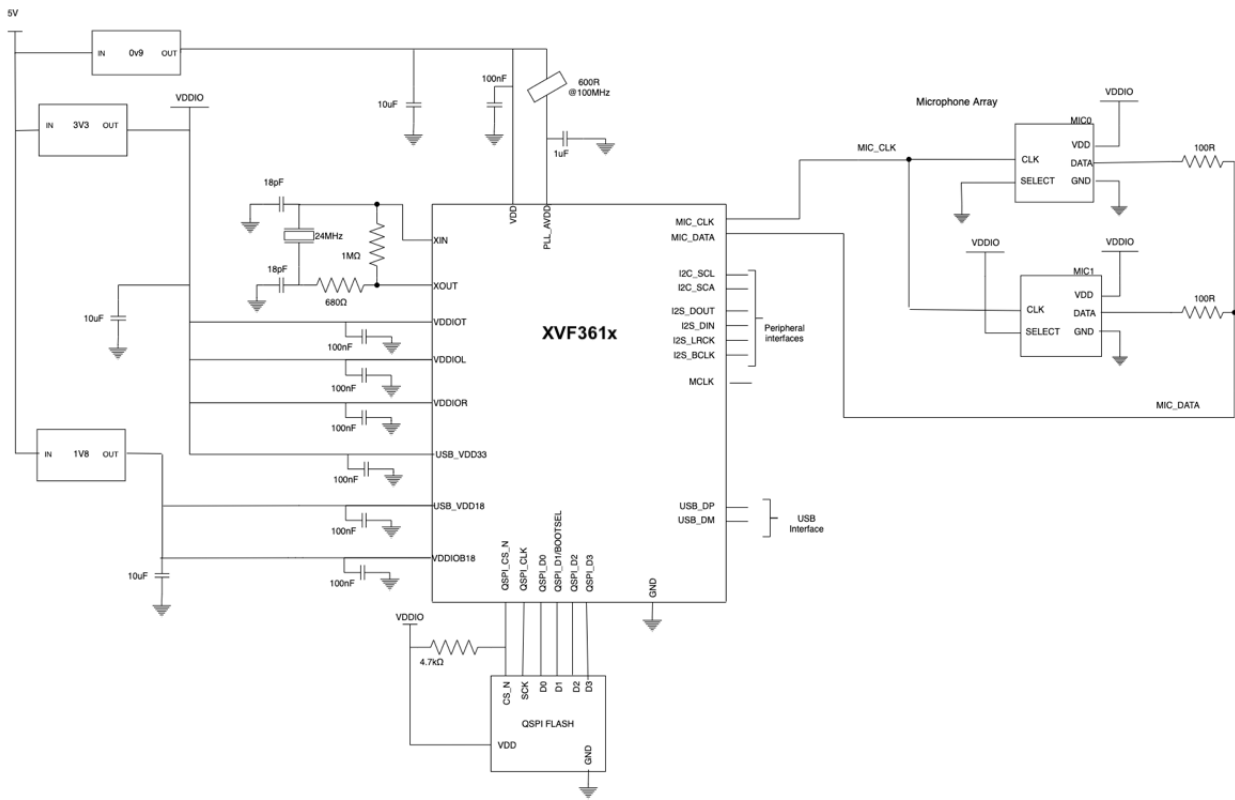 5V
IN 0v9 OUT
VDDIO
IN 3V3 OUT
10uF
100nF
600R
@100MHz
1uF
18pF
24MHz
1MΩ
18pF
680Ω
10uF
100nF
100nF
100nF
100nF
IN 1V8 OUT
100nF
10uF
100nF
VDD
PLL_AVDD
XIN
XOUT
VDDIOT
VDDIOL
VDDIOR
USB_VDD33
USB_VDD18
VDDIOB18
XVF361x
MIC_CLK
MIC_DATA
I2C_SCL
I2C_SCA
I2S_DOUT
I2S_DIN
I2S_LRCK
I2S_BCLK
Peripheral
interfaces
MCLK
USB_DP
USB_DM
USB
Interface
QSPI_CS_N
QSPI_CLK
QSPI_D0
QSPI_D1/BOOTSEL
QSPI_D2
QSPI_D3
GND
Microphone Array
VDDIO
MIC_CLK
MIC0
VDD
CLK
DATA
SELECT
GND
100R
VDDIO
VDDIO
MIC1
VDD
CLK
DATA
SELECT
GND
100R
MIC_DATA
VDDIO
4.7kΩ
CS_N
SCK
D0
D1
D2
D3
QSPI FLASH
VDD
GND